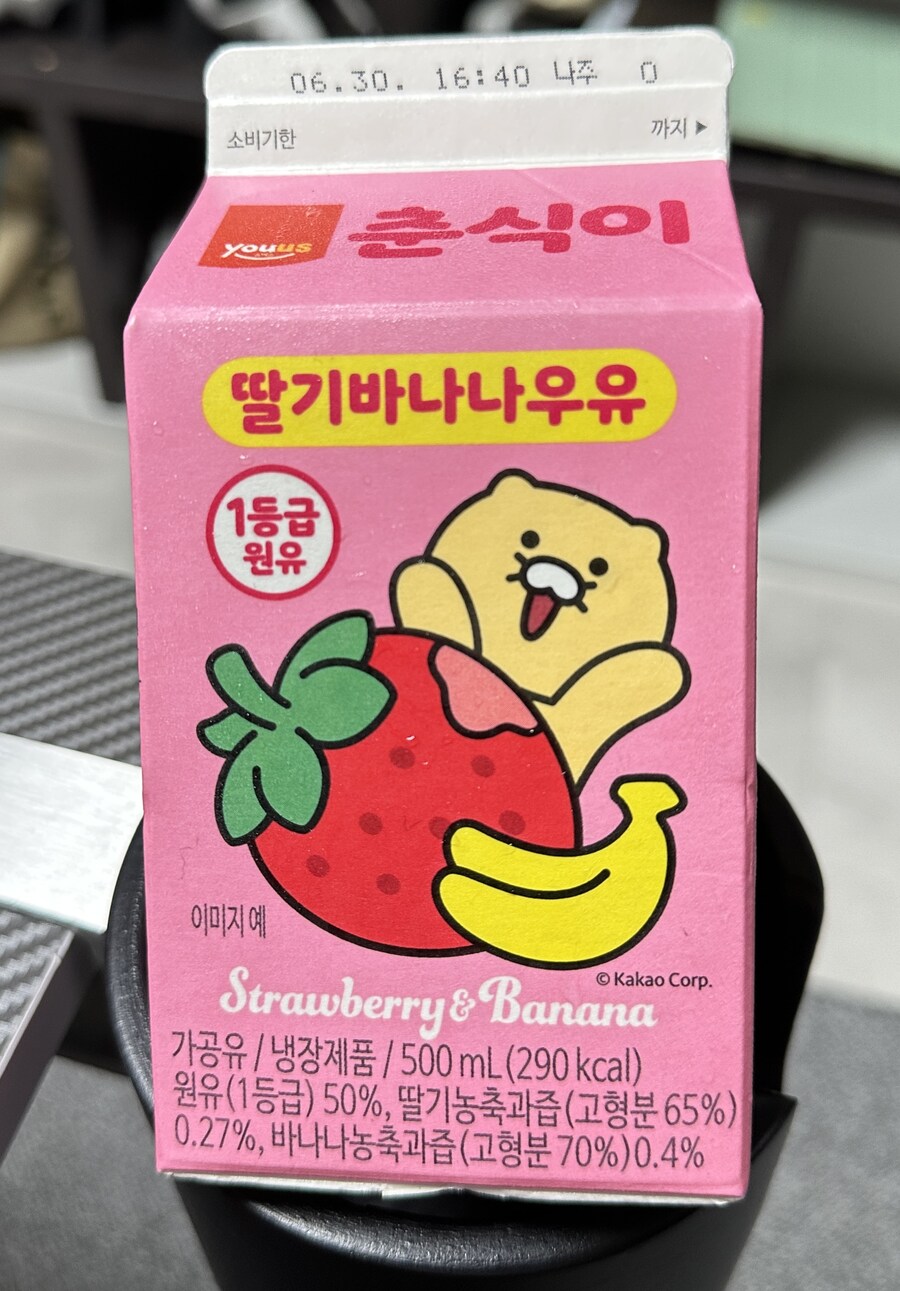 06.30. 16:40 나주 0
소비기한 까지▶
youus 춘식이
딸기바나나우유
1등급
원유
이미지 예
© Kakao Corp.
Strawberry & Banana
가공유 / 냉장제품 / 500 mL (290 kcal)
원유(1등급) 50%, 딸기농축과즙(고형분 65%)
0.27%, 바나나농축과즙(고형분 70%)0.4%